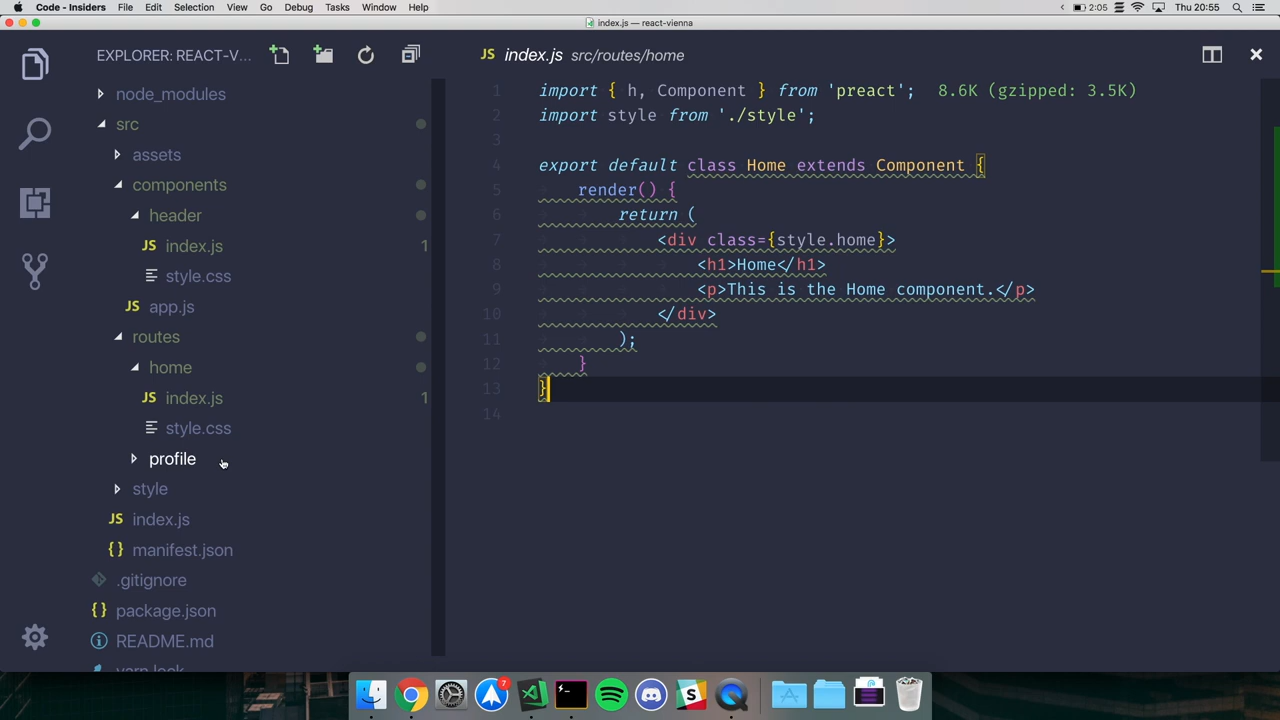 Code - Insiders File Edit Selection View Go Debug Tasks Window Help 2:05 Thu 20:55
index.js — react-vienna
EXPLORER: REACT-V...
node_modules
src
assets
components
header
index.js 1
style.css
app.js
routes
home
index.js 1
style.css
profile
style
index.js
manifest.json
.gitignore
package.json
README.md
yarn.lock
JS index.js src/routes/home
1 import { h, Component } from 'preact'; 8.6K (gzipped: 3.5K)
2 import style from './style';
3
4 export default class Home extends Component {
5 render() {
6 return (
7 <div class={style.home}>
8 <h1>Home</h1>
9 <p>This is the Home component.</p>
10 </div>
11 );
12 }
13 }
14
7